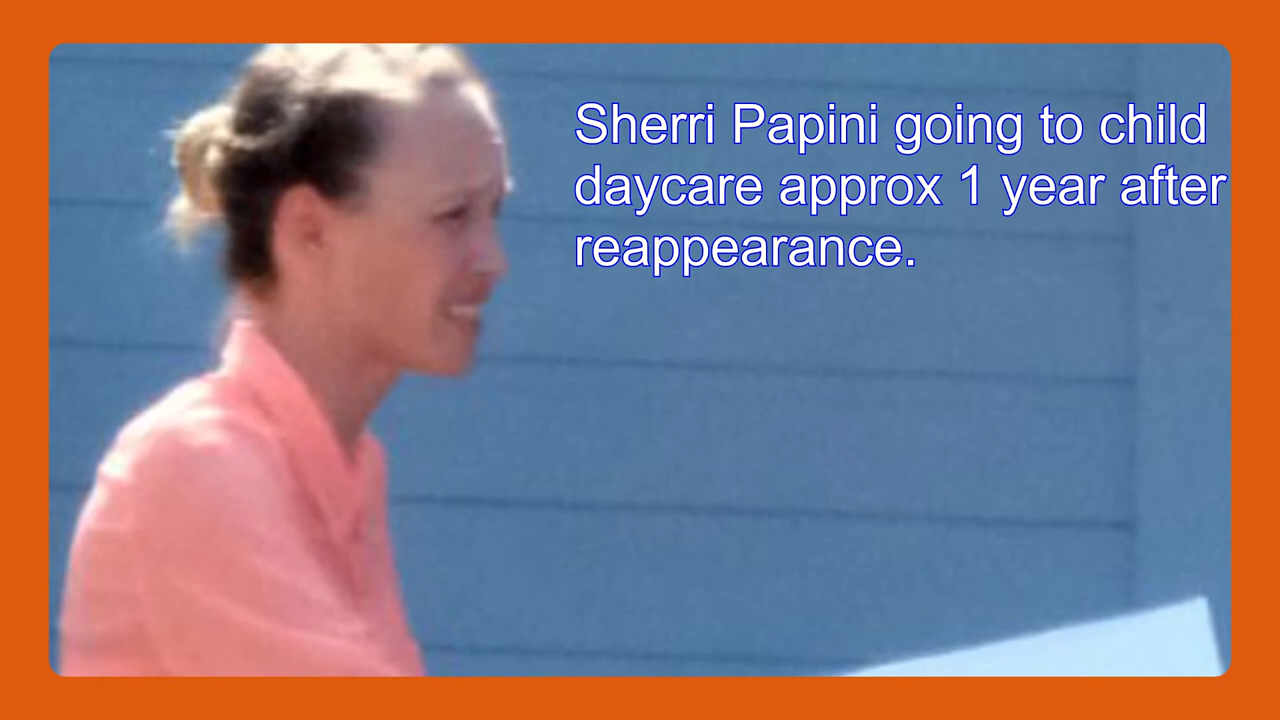 Sherri Papini going to child
daycare approx 1 year after
reappearance.